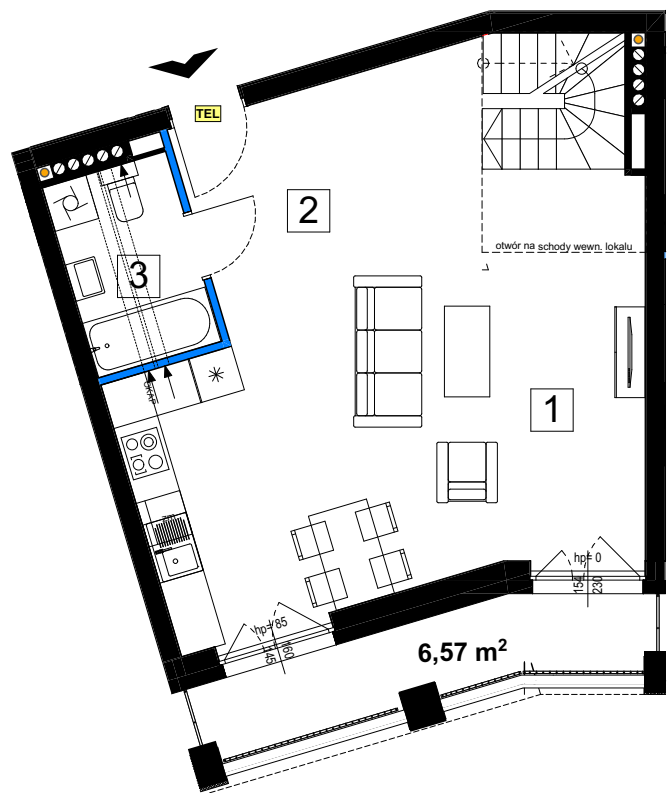 TEL
2
otwór na schody wewn. lokalu
3
1
OKAP
hp= 0
154
230
hp= 85
145
160
6,57 m²